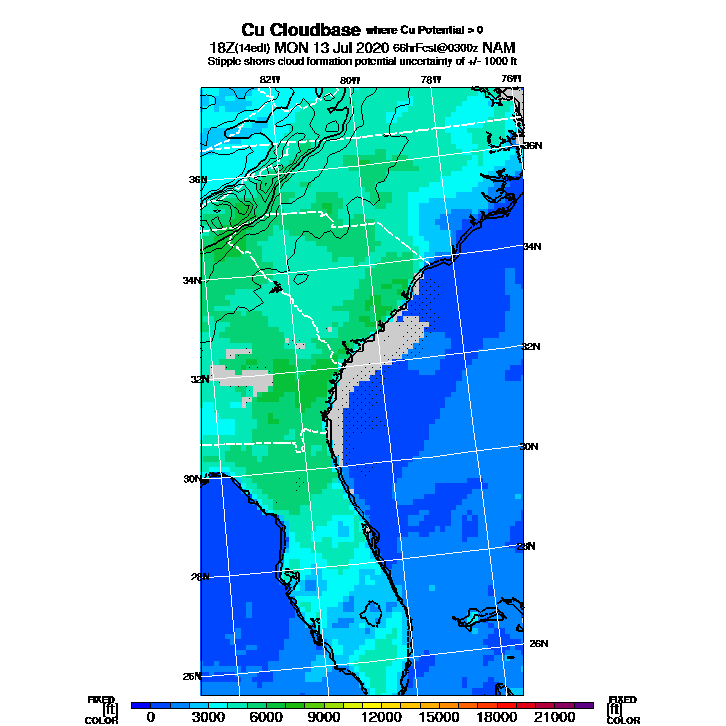 Cu Cloudbase where Cu Potential > 0
18Z(14edt) MON 13 Jul 2020 66hrFcst@0300z NAM
Stipple shows cloud formation potential uncertainty of +/- 1000 ft
82W 80W 78W 76W
36N
36N
34N
34N
32N
32N
30N
30N
28N
28N
26N
26N
FIXED FIXED
[ft] [ft]
COLOR COLOR
0 3000 6000 9000 12000 15000 18000 21000